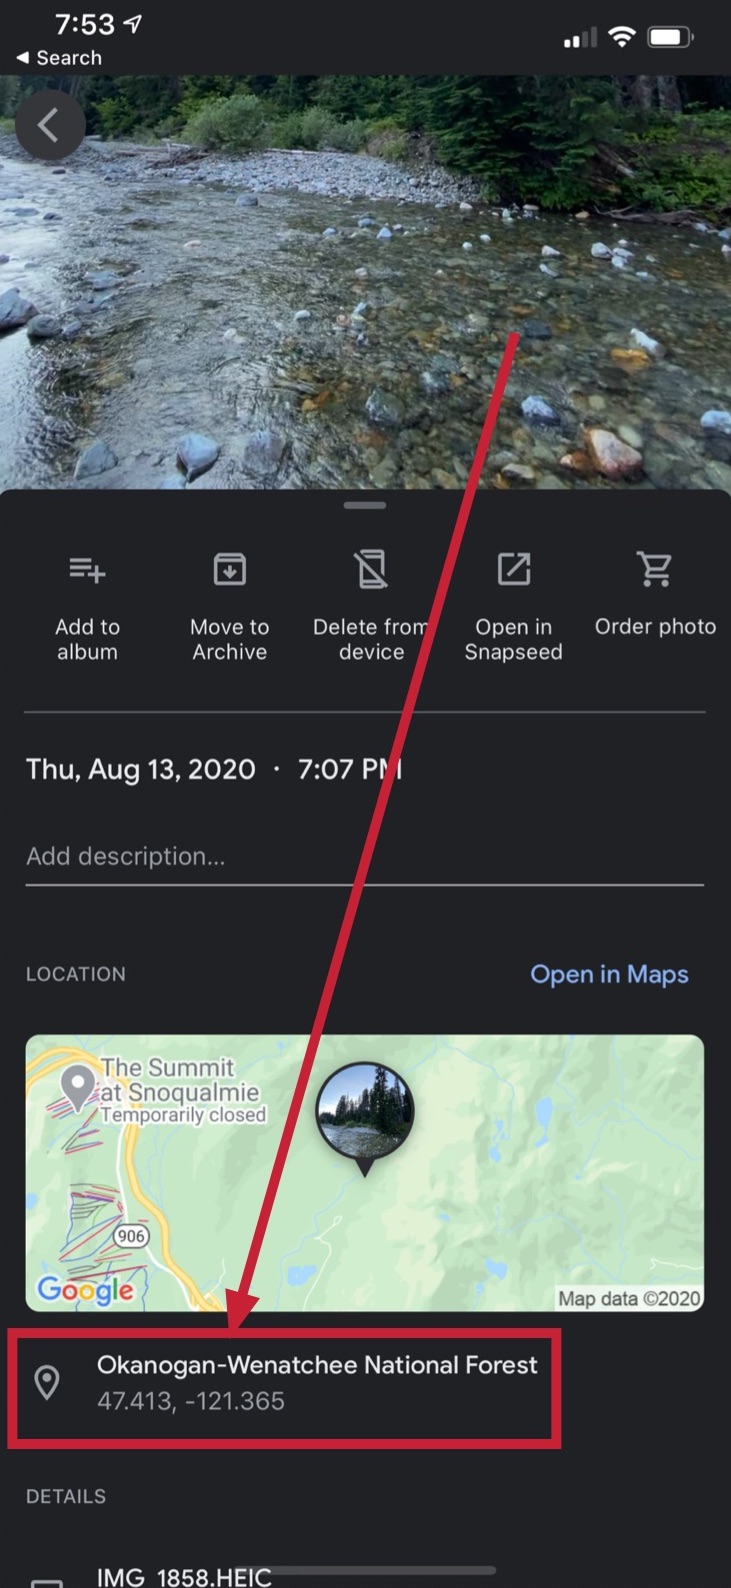 7:53
◀ Search
Add to
album
Move to
Archive
Delete from
device
Open in
Snapseed
Order photo
Thu, Aug 13, 2020 · 7:07 PM
Add description...
LOCATION
Open in Maps
The Summit
at Snoqualmie
Temporarily closed
906
Google
Map data ©2020
Okanogan-Wenatchee National Forest
47.413, -121.365
DETAILS
IMG_1858.HEIC